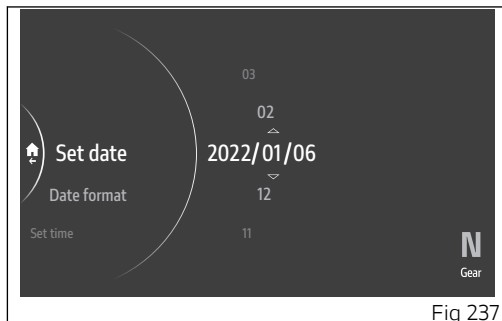 03
02
Set date
2022/01/06
Date format
12
Set time
11
N
Gear
Fig 237